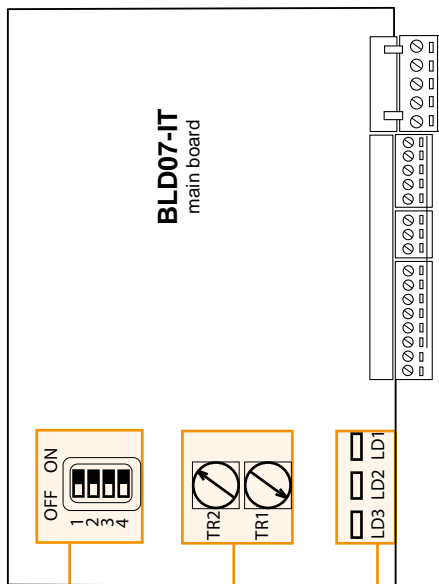 BLD07-IT
main board
OFF ON
1
2
3
4
TR2
TR1
LD1
LD2
LD3